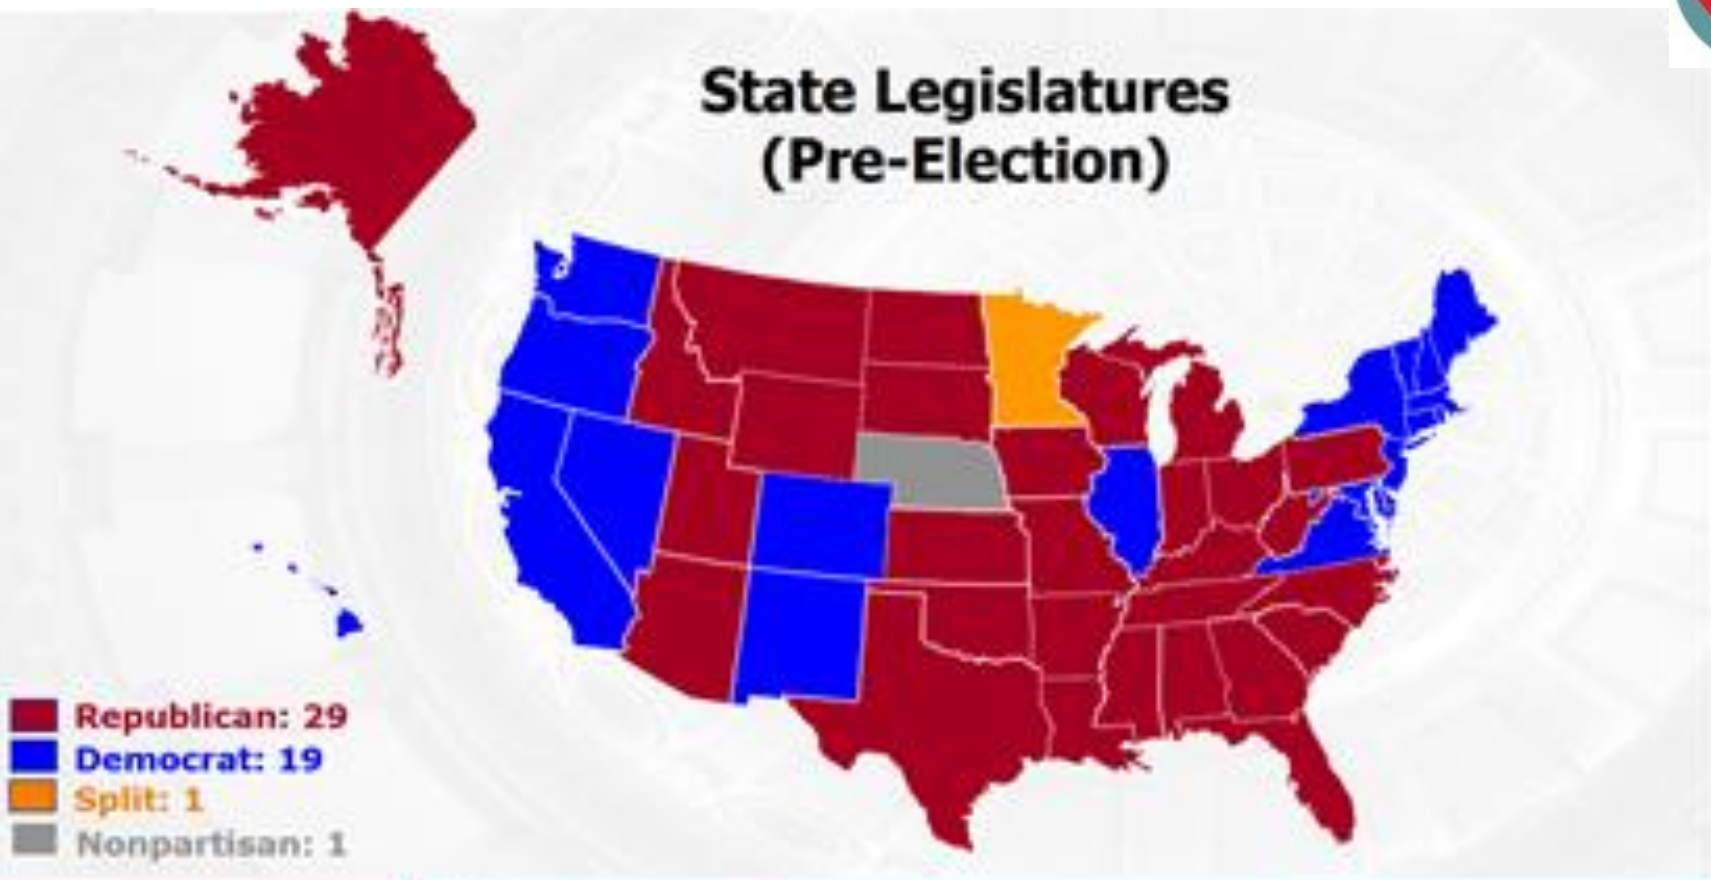 State Legislatures
(Pre-Election)
Republican: 29
Democrat: 19
Split: 1
Nonpartisan: 1